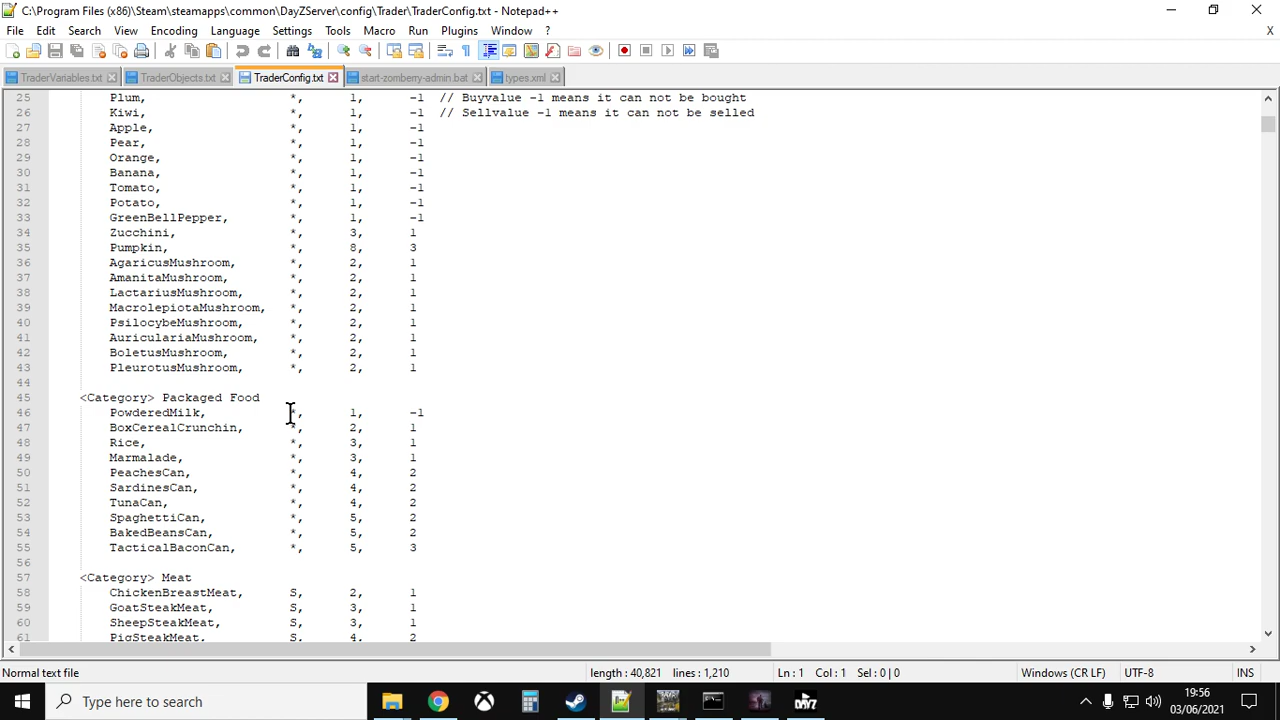 C:\Program Files (x86)\Steam\steamapps\common\DayZServer\config\Trader\TraderConfig.txt - Notepad++
File Edit Search View Encoding Language Settings Tools Macro Run Plugins Window ? X
TraderVariables.txt TraderObjects.txt TraderConfig.txt start-zomberry-admin.bat types.xml
25 Plum, *, 1, -1 // Buyvalue -1 means it can not be bought
26 Kiwi, *, 1, -1 // Sellvalue -1 means it can not be selled
27 Apple, *, 1, -1
28 Pear, *, 1, -1
29 Orange, *, 1, -1
30 Banana, *, 1, -1
31 Tomato, *, 1, -1
32 Potato, *, 1, -1
33 GreenBellPepper, *, 1, -1
34 Zucchini, *, 3, 1
35 Pumpkin, *, 8, 3
36 AgaricusMushroom, *, 2, 1
37 AmanitaMushroom, *, 2, 1
38 LactariusMushroom, *, 2, 1
39 MacrolepiotaMushroom, *, 2, 1
40 PsilocybeMushroom, *, 2, 1
41 AuriculariaMushroom, *, 2, 1
42 BoletusMushroom, *, 2, 1
43 PleurotusMushroom, *, 2, 1
44
45 <Category> Packaged Food
46 PowderedMilk, *, 1, -1
47 BoxCerealCrunchin, *, 2, 1
48 Rice, *, 3, 1
49 Marmalade, *, 3, 1
50 PeachesCan, *, 4, 2
51 SardinesCan, *, 4, 2
52 TunaCan, *, 4, 2
53 SpaghettiCan, *, 5, 2
54 BakedBeansCan, *, 5, 2
55 TacticalBaconCan, *, 5, 3
56
57 <Category> Meat
58 ChickenBreastMeat, S, 2, 1
59 GoatSteakMeat, S, 3, 1
60 SheepSteakMeat, S, 3, 1
61 PigSteakMeat, S, 4, 2
Normal text file length : 40,821 lines : 1,210 Ln : 1 Col : 1 Sel : 0 | 0 Windows (CR LF) UTF-8 INS
Type here to search
DAYZ
19:56
03/06/2021